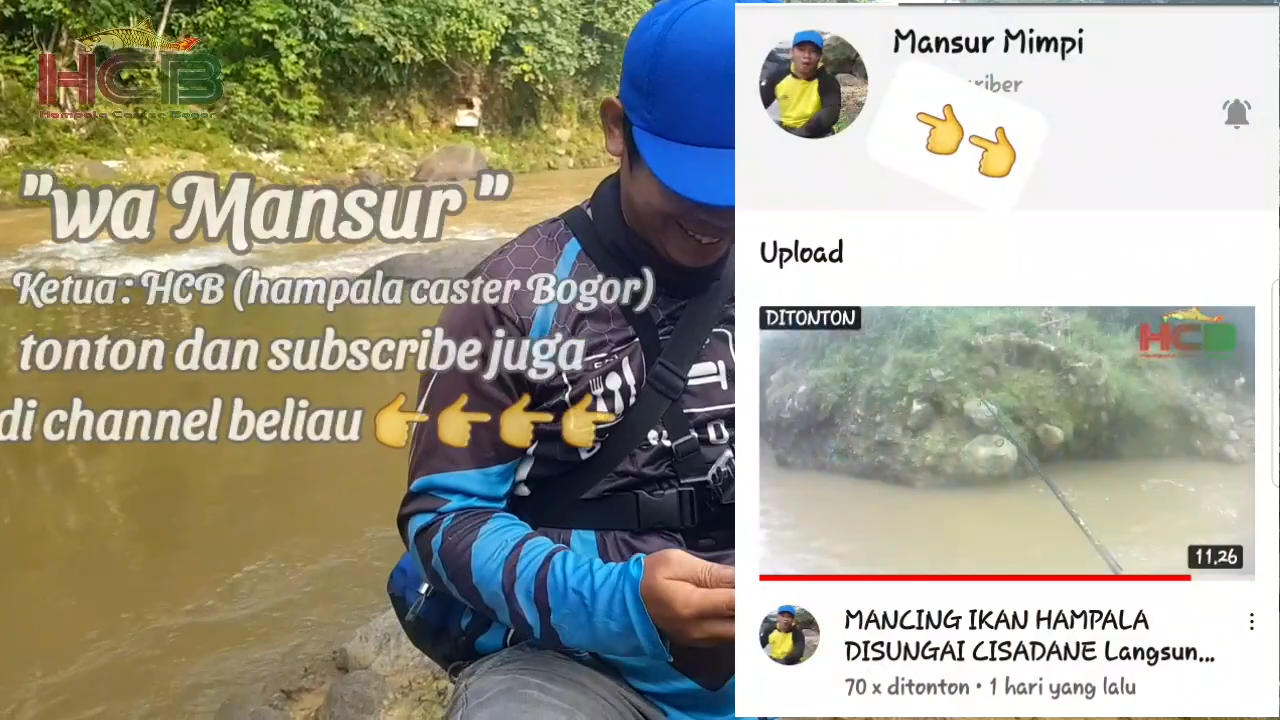 HCB
Hampala Caster Bogor
"wa Mansur"
Ketua : HCB (hampala caster Bogor)
tonton dan subscribe juga
di channel beliau
Mansur Mimpi
riber
Upload
DITONTON
HCB
11.26
MANCING IKAN HAMPALA
DISUNGAI CISADANE Langsun...
70 x ditonton • 1 hari yang lalu